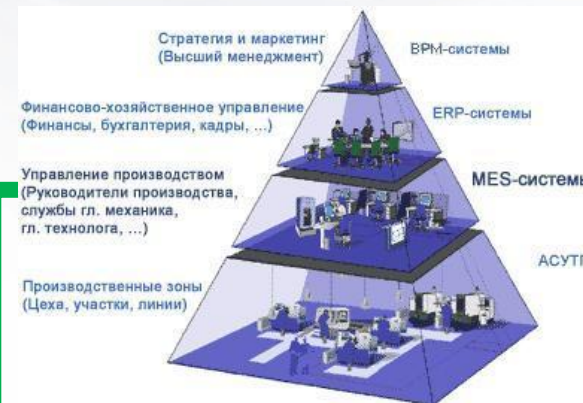 Стратегия и маркетинг
(Высший менеджмент)
BPM-системы
Финансово-хозяйственное управление
(Финансы, бухгалтерия, кадры, ...)
ERP-системы
Управление производством
(Руководители производства,
службы гл. механика,
гл. технолога, ...)
MES-системы
Производственные зоны
(Цеха, участки, линии)
АСУТП